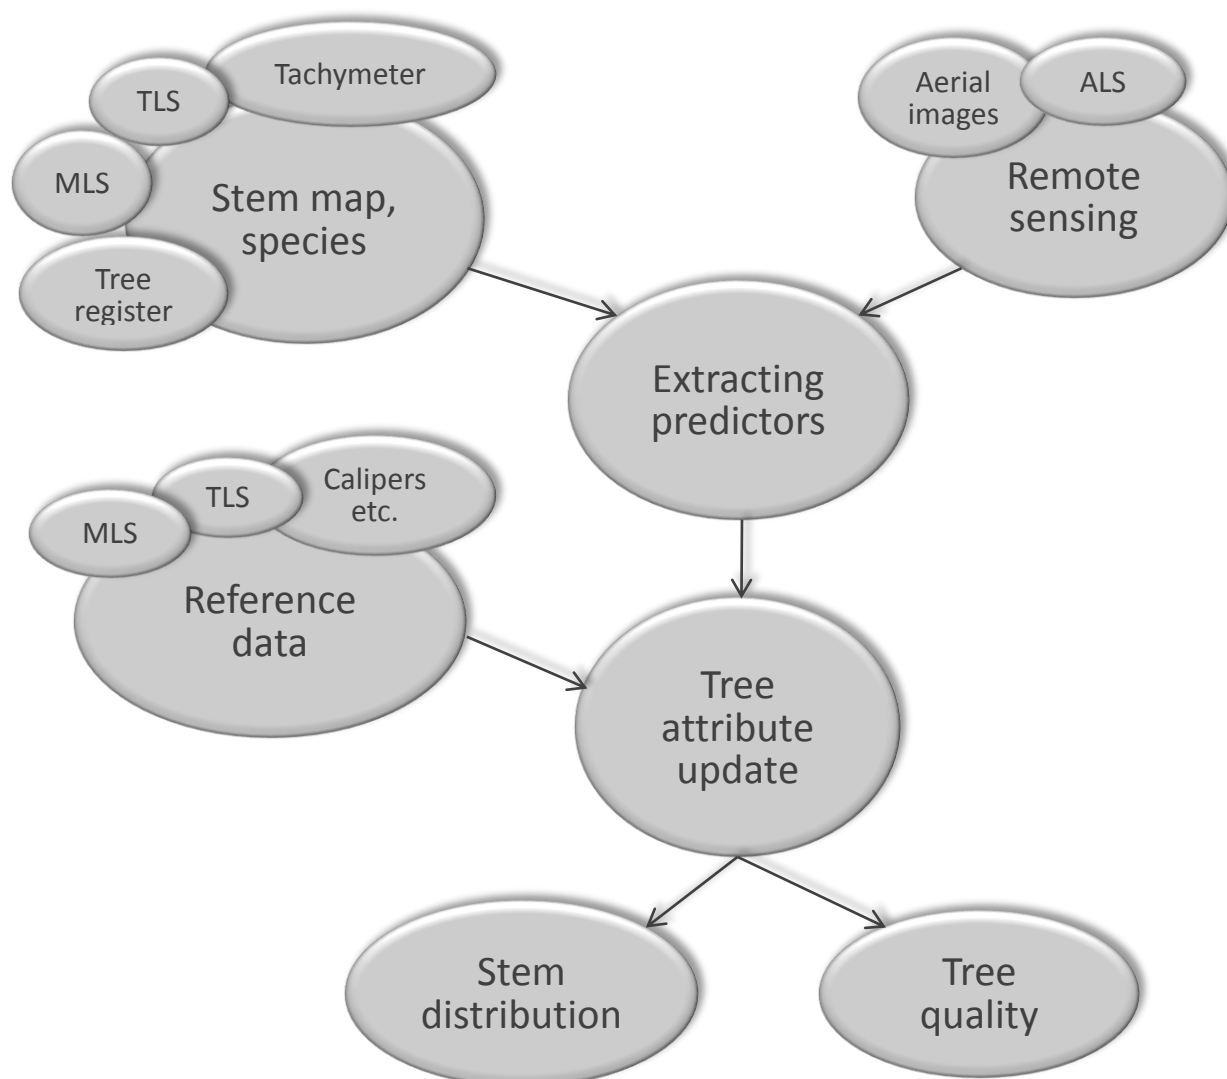 Tachymeter
TLS
MLS
Stem map,
species
Tree
register
Aerial
images
ALS
Remote
sensing
Extracting
predictors
Calipers
etc.
TLS
MLS
Reference
data
Tree
attribute
update
Stem
distribution
Tree
quality